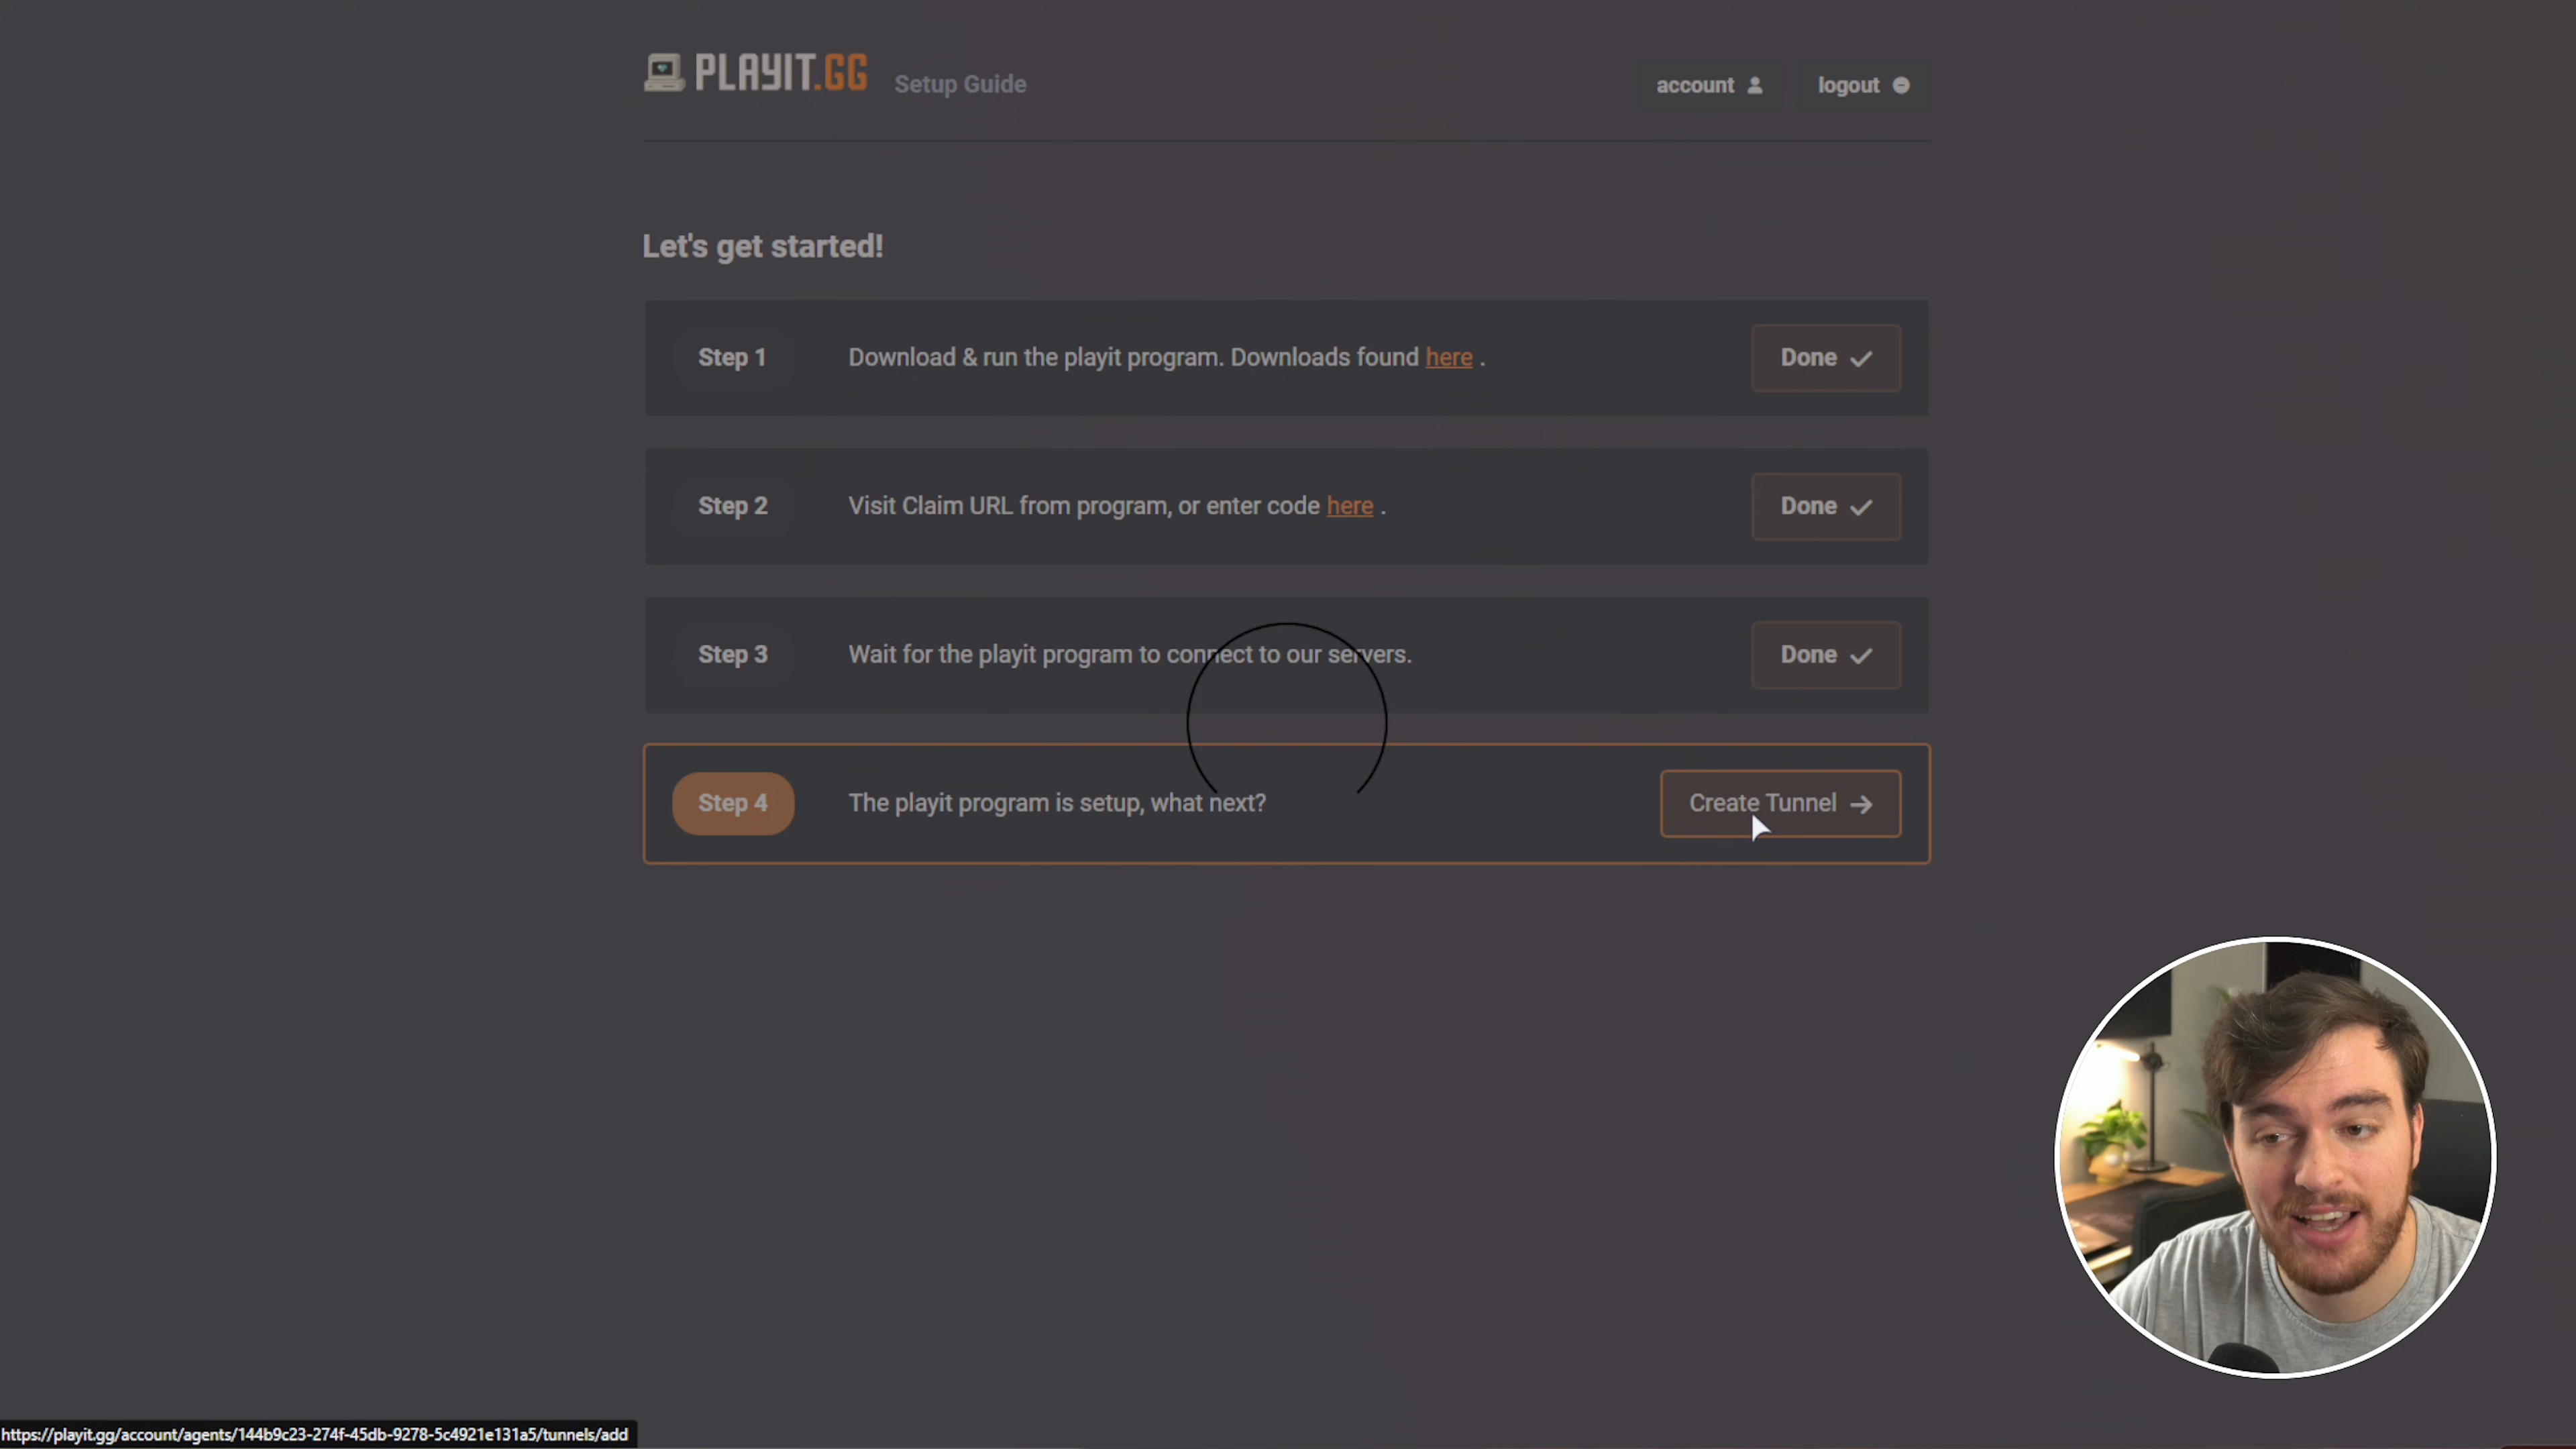 PLAYIT.GG Setup Guide account logout
Let's get started!
Step 1 Download & run the playit program. Downloads found here . Done
Step 2 Visit Claim URL from program, or enter code here . Done
Step 3 Wait for the playit program to connect to our servers. Done
Step 4 The playit program is setup, what next? Create Tunnel
https://playit.gg/account/agents/144b9c23-274f-45db-9278-5c4921e131a5/tunnels/add